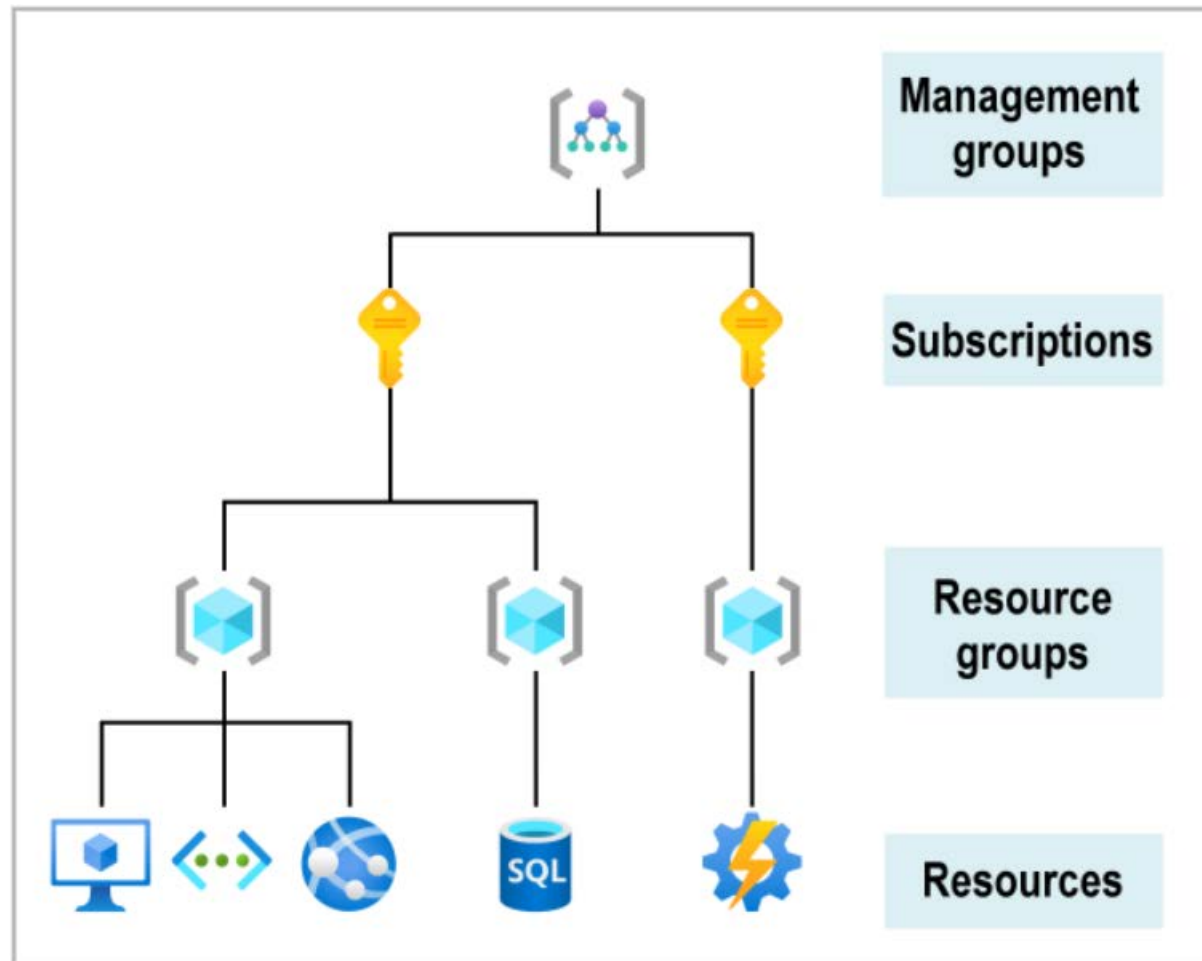 Management
groups
Subscriptions
Resource
groups
SQL
Resources